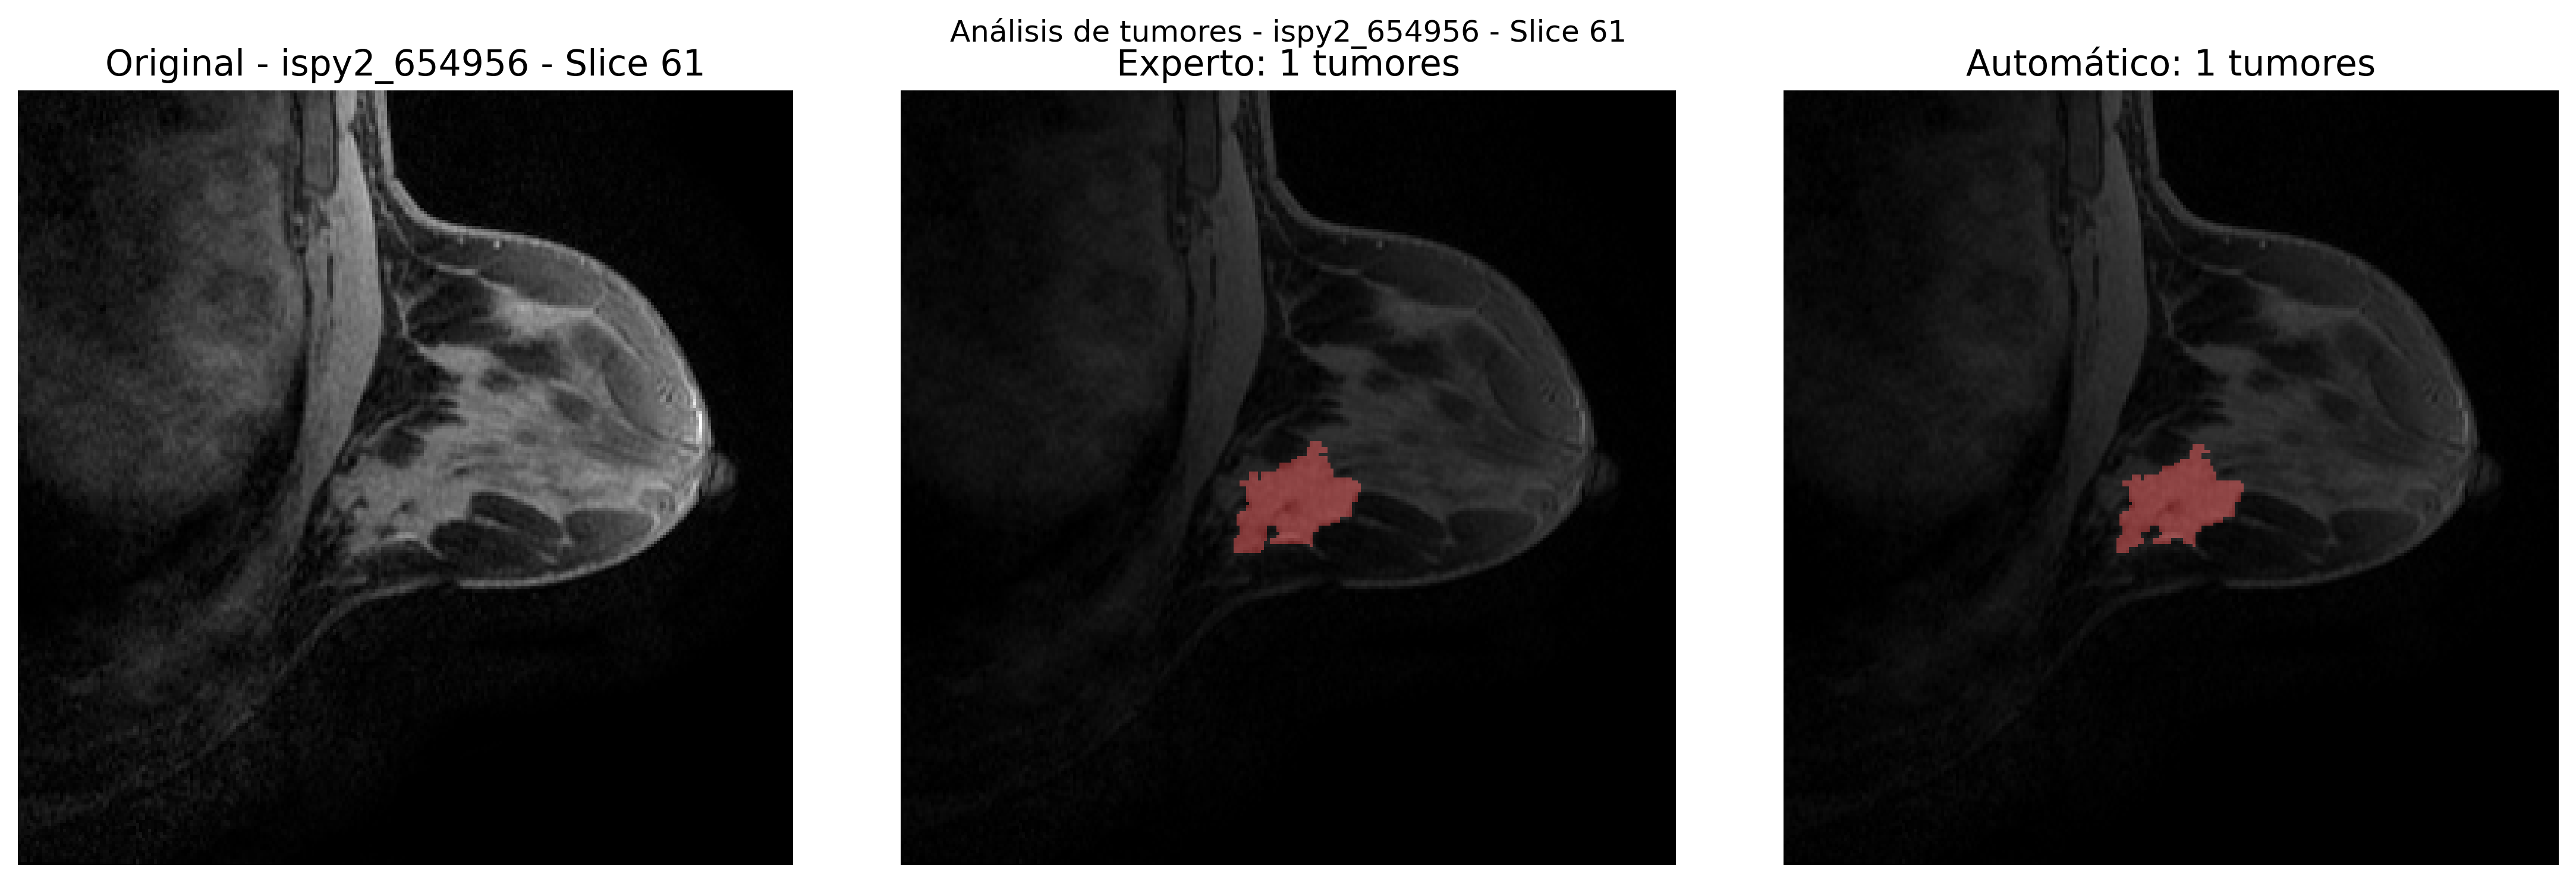 Análisis de tumores - ispy2_654956 - Slice 61
Original - ispy2_654956 - Slice 61
Experto: 1 tumores
Automático: 1 tumores